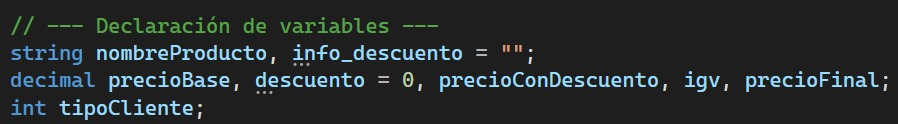 // --- Declaración de variables ---
string nombreProducto, info_descuento = "";
decimal precioBase, descuento = 0, precioConDescuento, igv, precioFinal;
int tipoCliente;